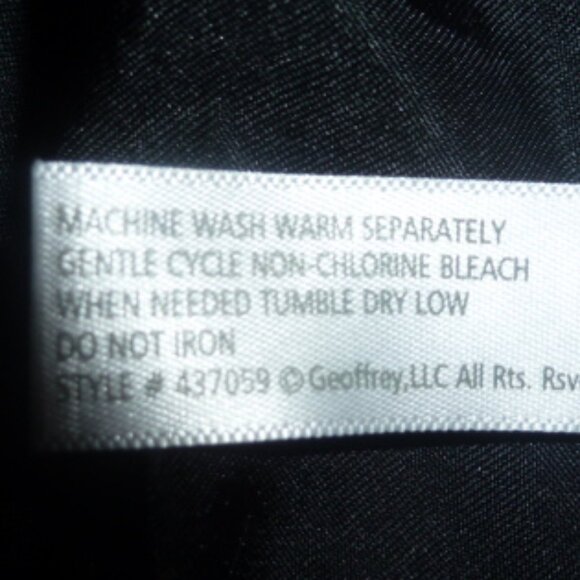 MACHINE WASH WARM SEPARATELY
GENTLE CYCLE NON-CHLORINE BLEACH
WHEN NEEDED TUMBLE DRY LOW
DO NOT IRON
STYLE # 437059 © Geoffrey,LLC All Rts. Rsv